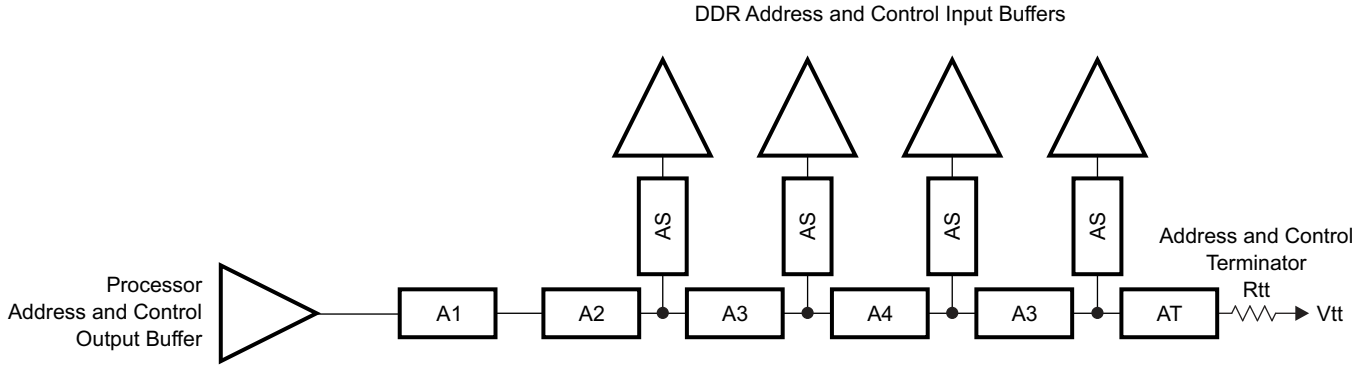 DDR Address and Control Input Buffers
AS
AS
AS
AS
Address and Control
Terminator
Rtt
Processor
Address and Control
Output Buffer
A1
A2
A3
A4
A3
AT
Vtt